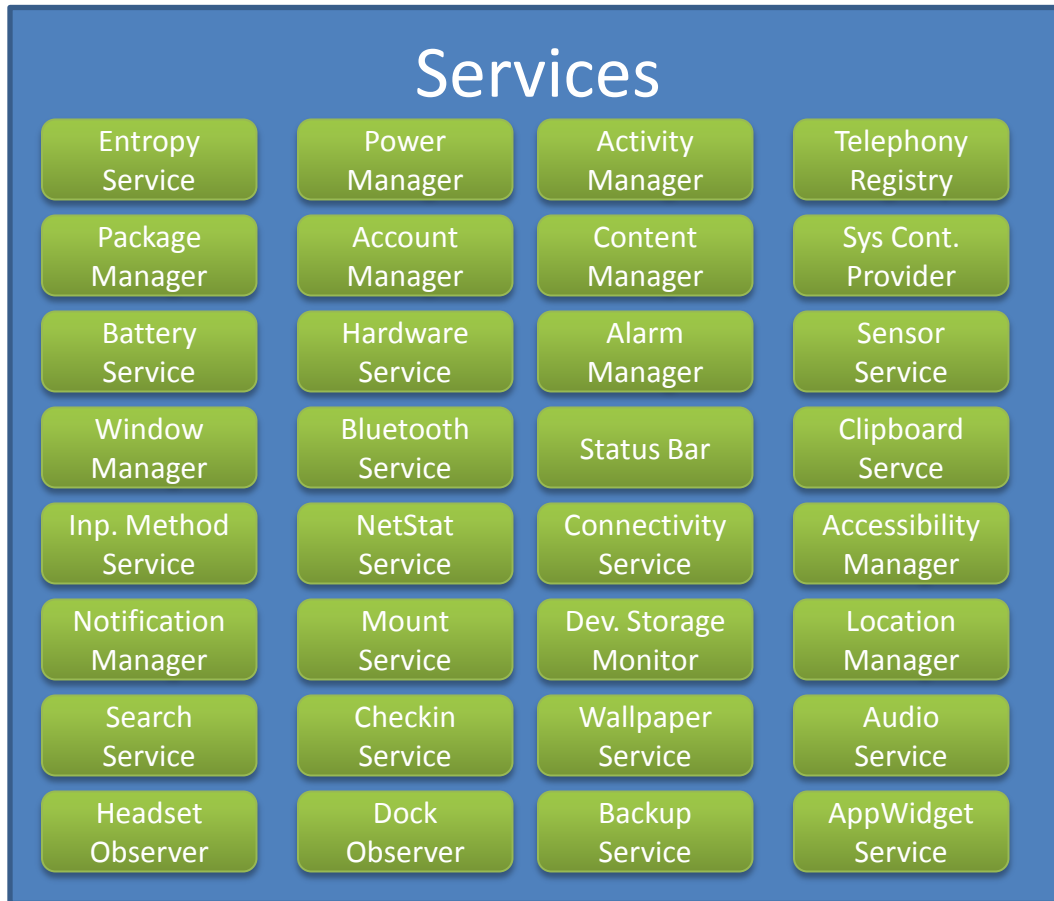 Services
Entropy
Service
Power
Manager
Activity
Manager
Telephony
Registry
Package
Manager
Account
Manager
Content
Manager
Sys Cont.
Provider
Battery
Service
Hardware
Service
Alarm
Manager
Sensor
Service
Window
Manager
Bluetooth
Service
Status Bar
Clipboard
Servce
Inp. Method
Service
NetStat
Service
Connectivity
Service
Accessibility
Manager
Notification
Manager
Mount
Service
Dev. Storage
Monitor
Location
Manager
Search
Service
Checkin
Service
Wallpaper
Service
Audio
Service
Headset
Observer
Dock
Observer
Backup
Service
AppWidget
Service